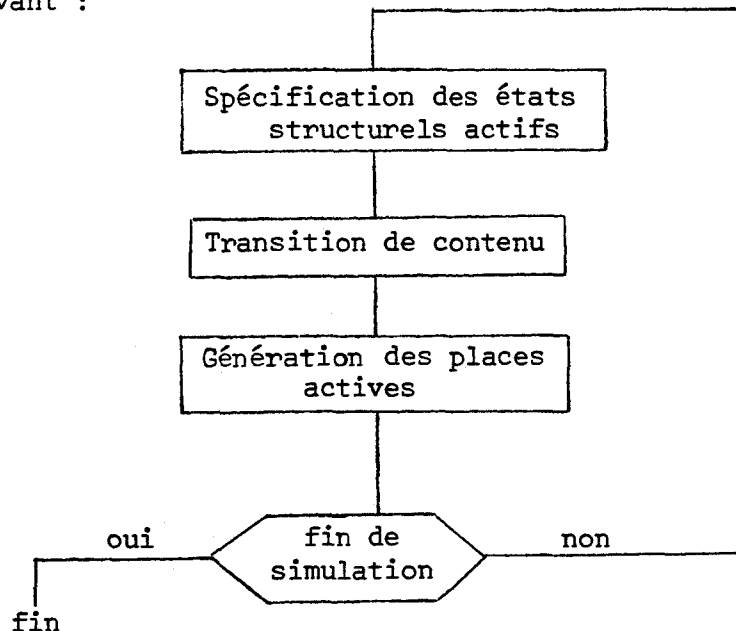 vant :
Spécification des états
structurels actifs
Transition de contenu
Génération des places
actives
oui
fin de
simulation
non
fin